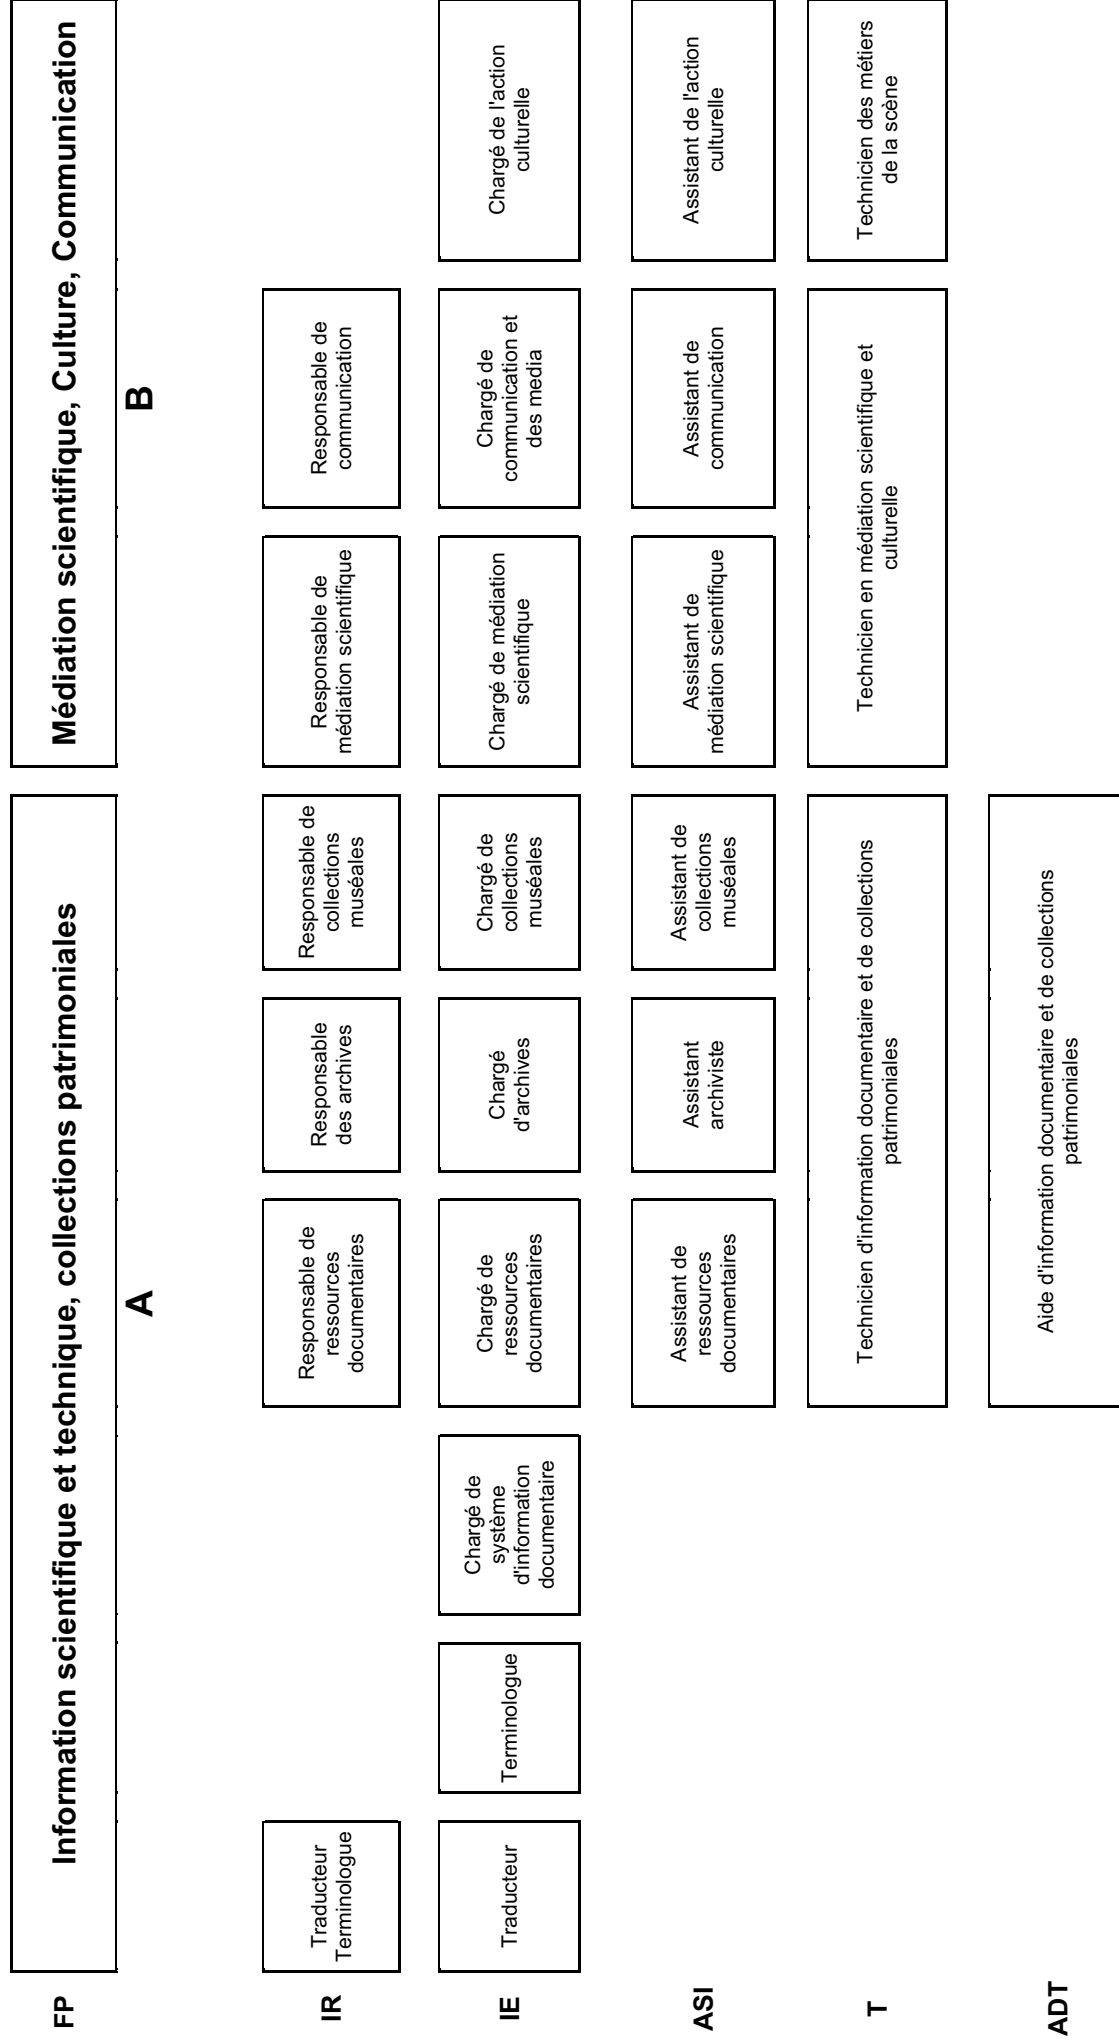 FP
Information scientifique et technique, collections patrimoniales
Médiation scientifique, Culture, Communication
A
B
IR
Traducteur
Terminologue
Responsable de
ressources
documentaires
Responsable
des archives
Responsable de
collections
muséales
Responsable de
médiation scientifique
Responsable de
communication
IE
Traducteur
Terminologue
Chargé de
système
d'information
documentaire
Chargé de
ressources
documentaires
Chargé
d'archives
Chargé de
collections
muséales
Chargé de médiation
scientifique
Chargé de
communication et
des media
Chargé de l'action
culturelle
ASI
Assistant de
ressources
documentaires
Assistant
archiviste
Assistant de
collections
muséales
Assistant de
médiation scientifique
Assistant de
communication
Assistant de l'action
culturelle
T
Technicien d'information documentaire et de collections
patrimoniales
Technicien en médiation scientifique et
culturelle
Technicien des métiers
de la scène
ADT
Aide d'information documentaire et de collections
patrimoniales